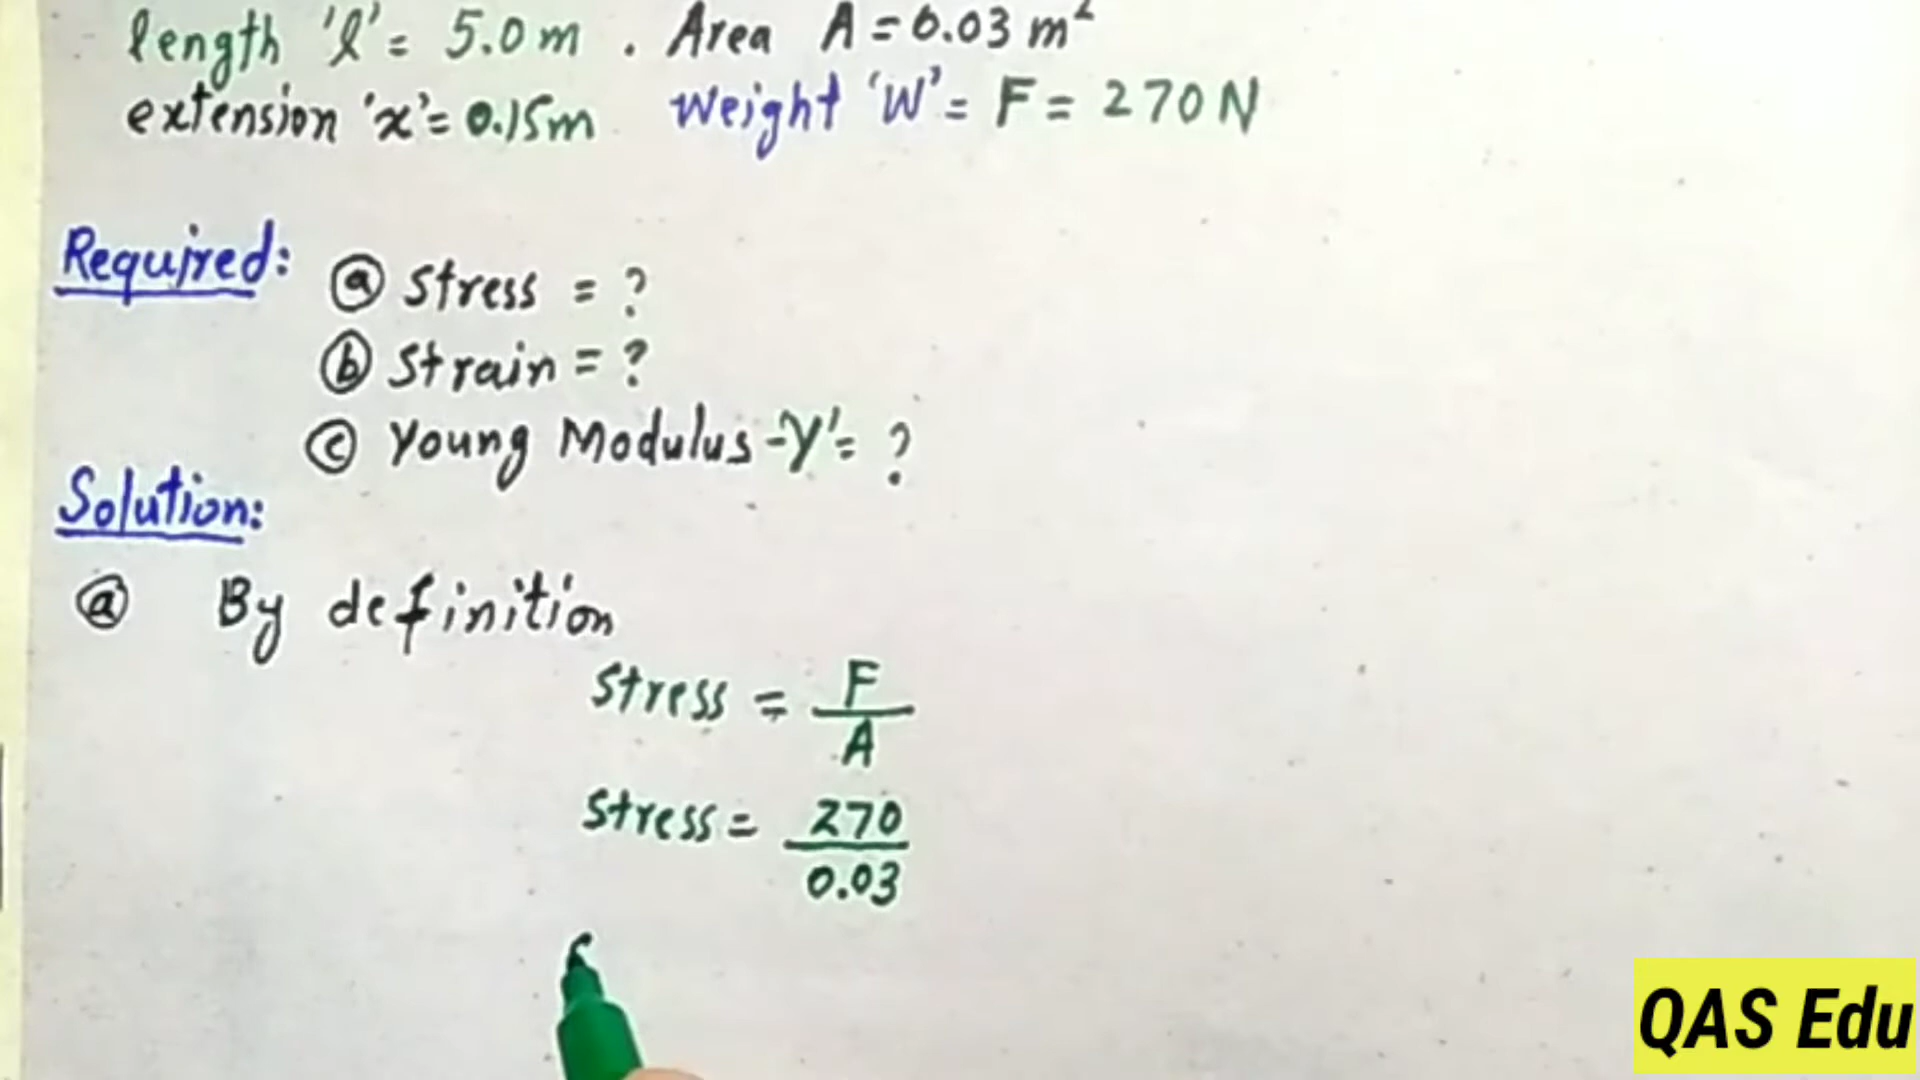 length 'l' = 5.0 m . Area A = 0.03 m²
extension 'x' = 0.15m Weight 'W' = F = 270 N
Required:
ⓐ Stress = ?
ⓑ Strain = ?
ⓒ Young Modulus -Y' = ?
Solution:
ⓐ By definition
Stress = F/A
Stress = 270/0.03
QAS Edu